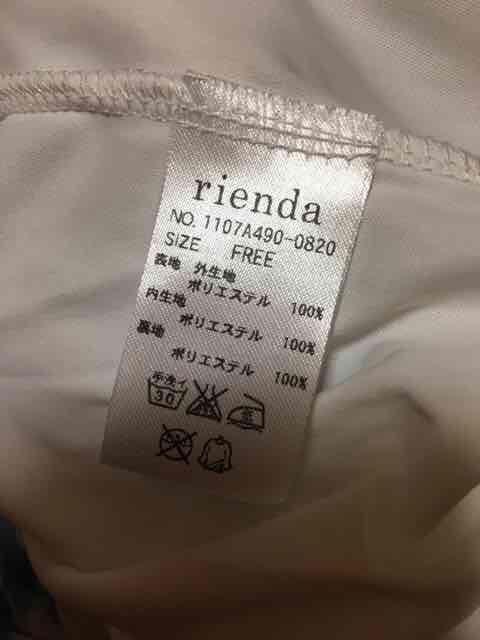 rienda
NO. 1107A490-0820
SIZE FREE
表地 外生地
ポリエステル 100%
内生地
ポリエステル 100%
裏地
ポリエステル 100%
手洗イ
30